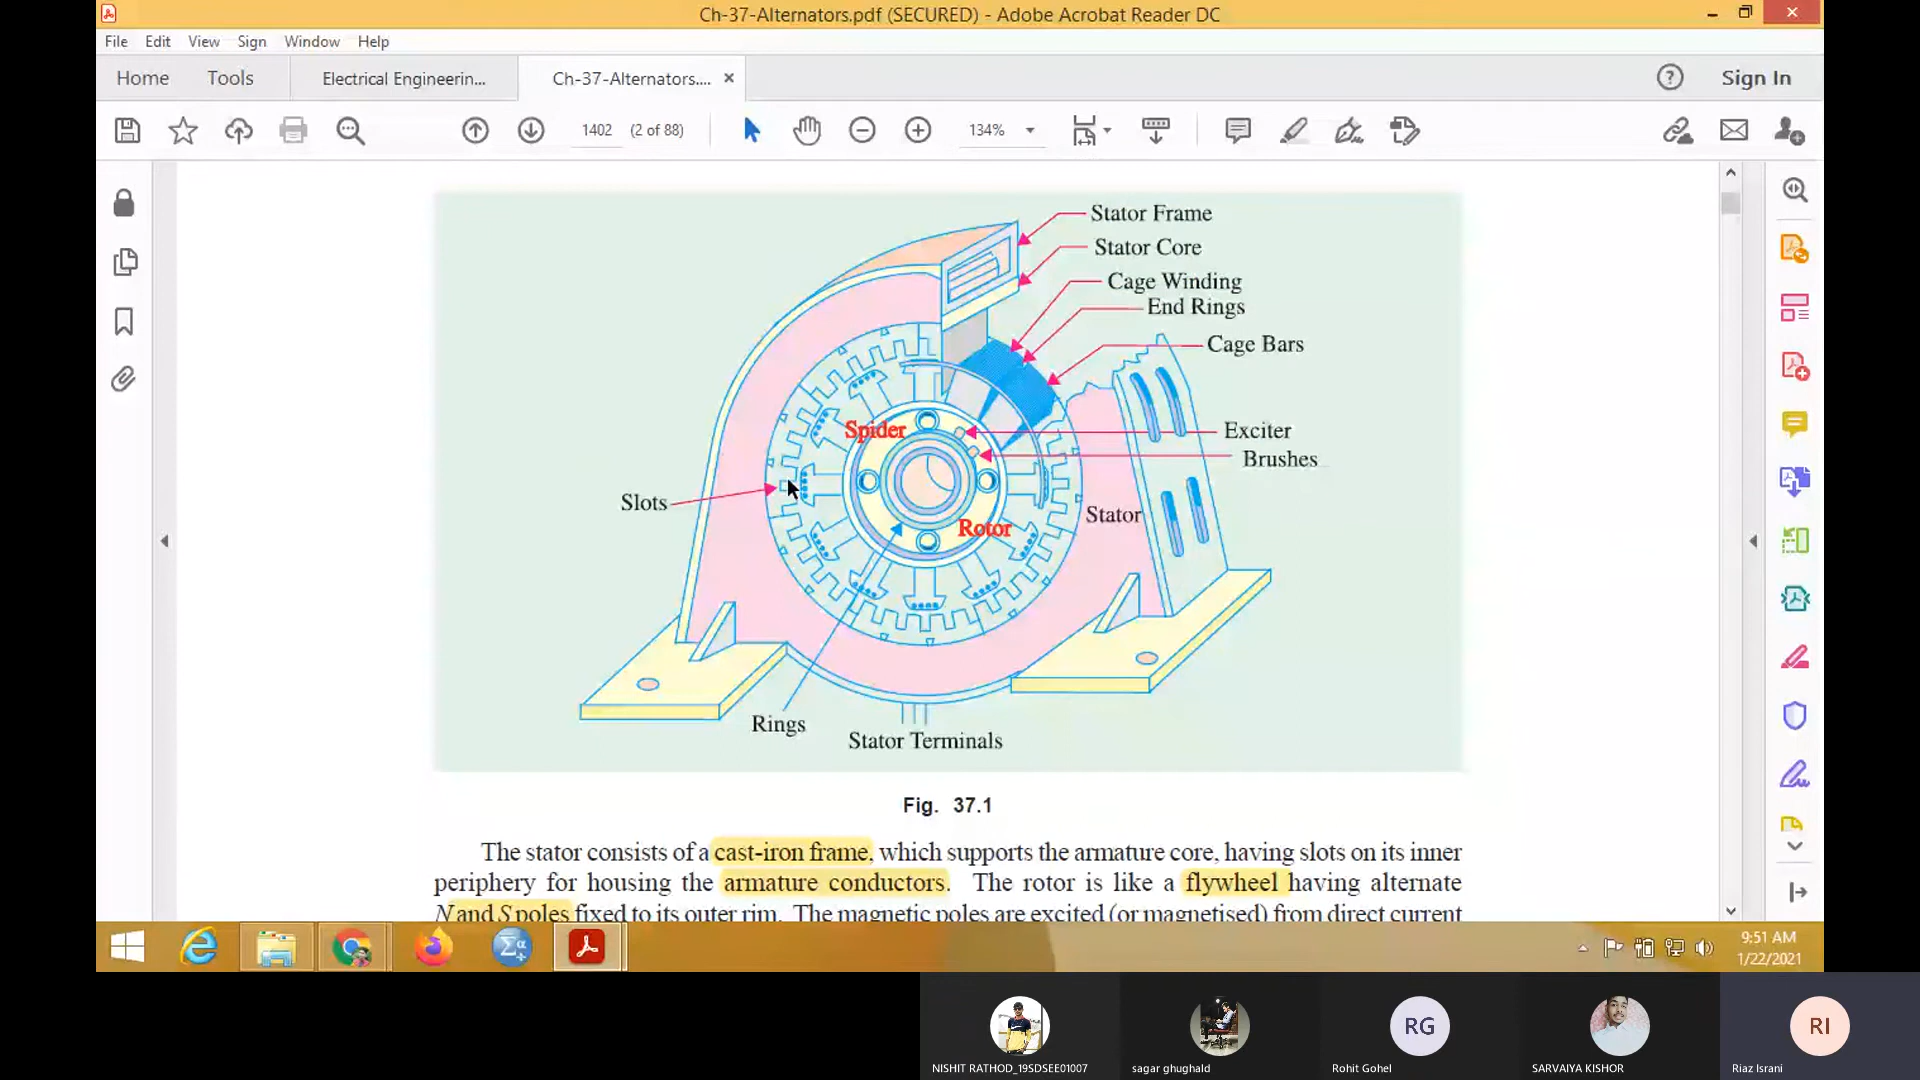 Ch-37-Alternators.pdf (SECURED) - Adobe Acrobat Reader DC
File Edit View Sign Window Help
Home Tools Electrical Engineerin... Ch-37-Alternators.... Sign In
1402 (2 of 88) 134%
Stator Frame
Stator Core
Cage Winding
End Rings
Cage Bars
Spider
Exciter
Brushes
Slots
Rotor
Stator
Rings
Stator Terminals
Fig. 37.1
The stator consists of a cast-iron frame, which supports the armature core, having slots on its inner
periphery for housing the armature conductors. The rotor is like a flywheel having alternate
N and S poles fixed to its outer rim. The magnetic poles are excited (or magnetised) from direct current
9:51 AM
1/22/2021
RG
RI
NISHIT RATHOD_19SDSEE01007 sagar ghughald Rohit Gohel SARVAIYA KISHOR Riaz Israni